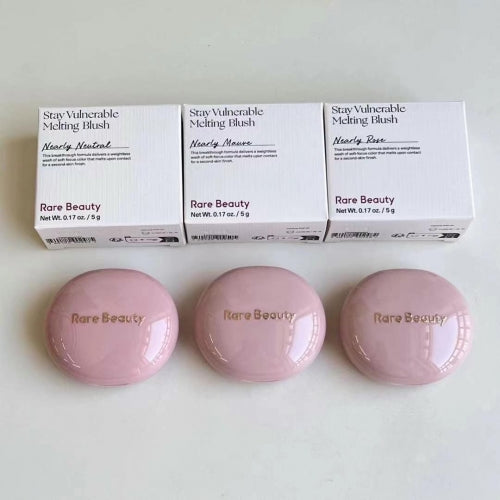 Stay Vulnerable
Melting Blush
Nearly Neutral
This breakthrough formula delivers a weightless
wash of soft-focus color that melts upon contact
for a second-skin finish.
Rare Beauty
Net Wt. 0.17 oz. / 5 g
Stay Vulnerable
Melting Blush
Nearly Mauve
This breakthrough formula delivers a weightless
wash of soft-focus color that melts upon contact
for a second-skin finish.
Rare Beauty
Net Wt. 0.17 oz. / 5 g
Stay Vulnerable
Melting Blush
Nearly Rose
This breakthrough formula delivers a weightless
wash of soft-focus color that melts upon contact
for a second-skin finish.
Rare Beauty
Net Wt. 0.17 oz. / 5 g
Rare Beauty
Rare Beauty
Rare Beauty